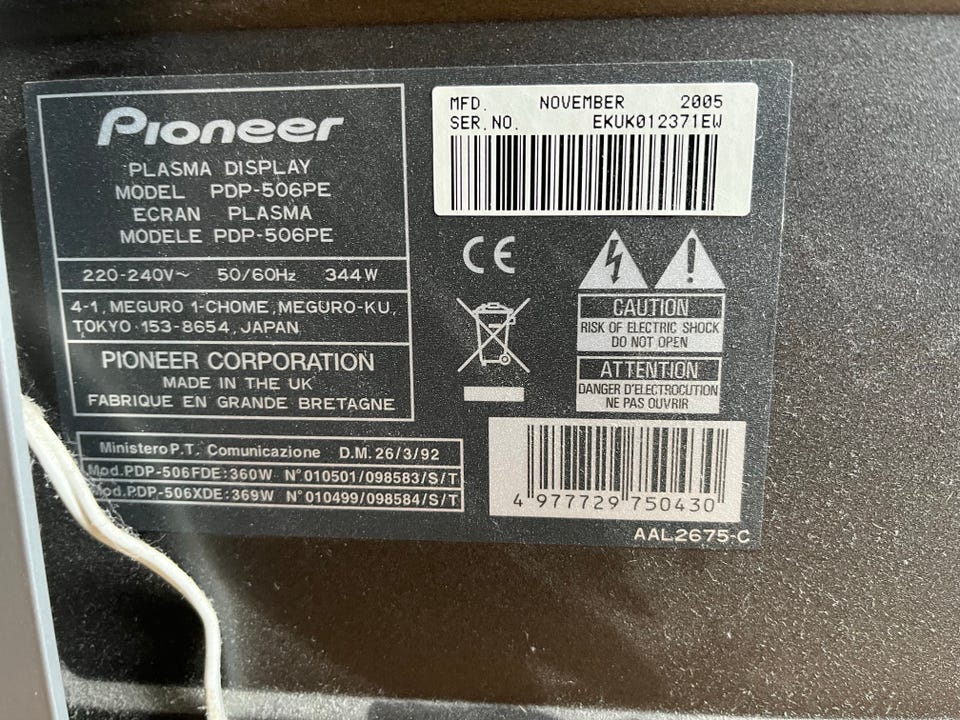 Pioneer
PLASMA DISPLAY
MODEL PDP-506PE
ECRAN PLASMA
MODELE PDP-506PE
220-240V~ 50/60Hz 344W
4-1, MEGURO 1-CHOME, MEGURO-KU,
TOKYO 153-8654, JAPAN
PIONEER CORPORATION
MADE IN THE UK
FABRIQUE EN GRANDE BRETAGNE
Ministero P.T. Comunicazione D.M. 26/3/92
Mod.PDP-506FDE:360W N°010501/098583/S/T
Mod.PDP-506XDE:369W N°010499/098584/S/T
MFD. NOVEMBER 2005
SER.NO. EKUK012371EW
CE
CAUTION
RISK OF ELECTRIC SHOCK
DO NOT OPEN
ATTENTION
DANGER D'ELECTROCUTION
NE PAS OUVRIR
4 977729 750430
AAL2675-C